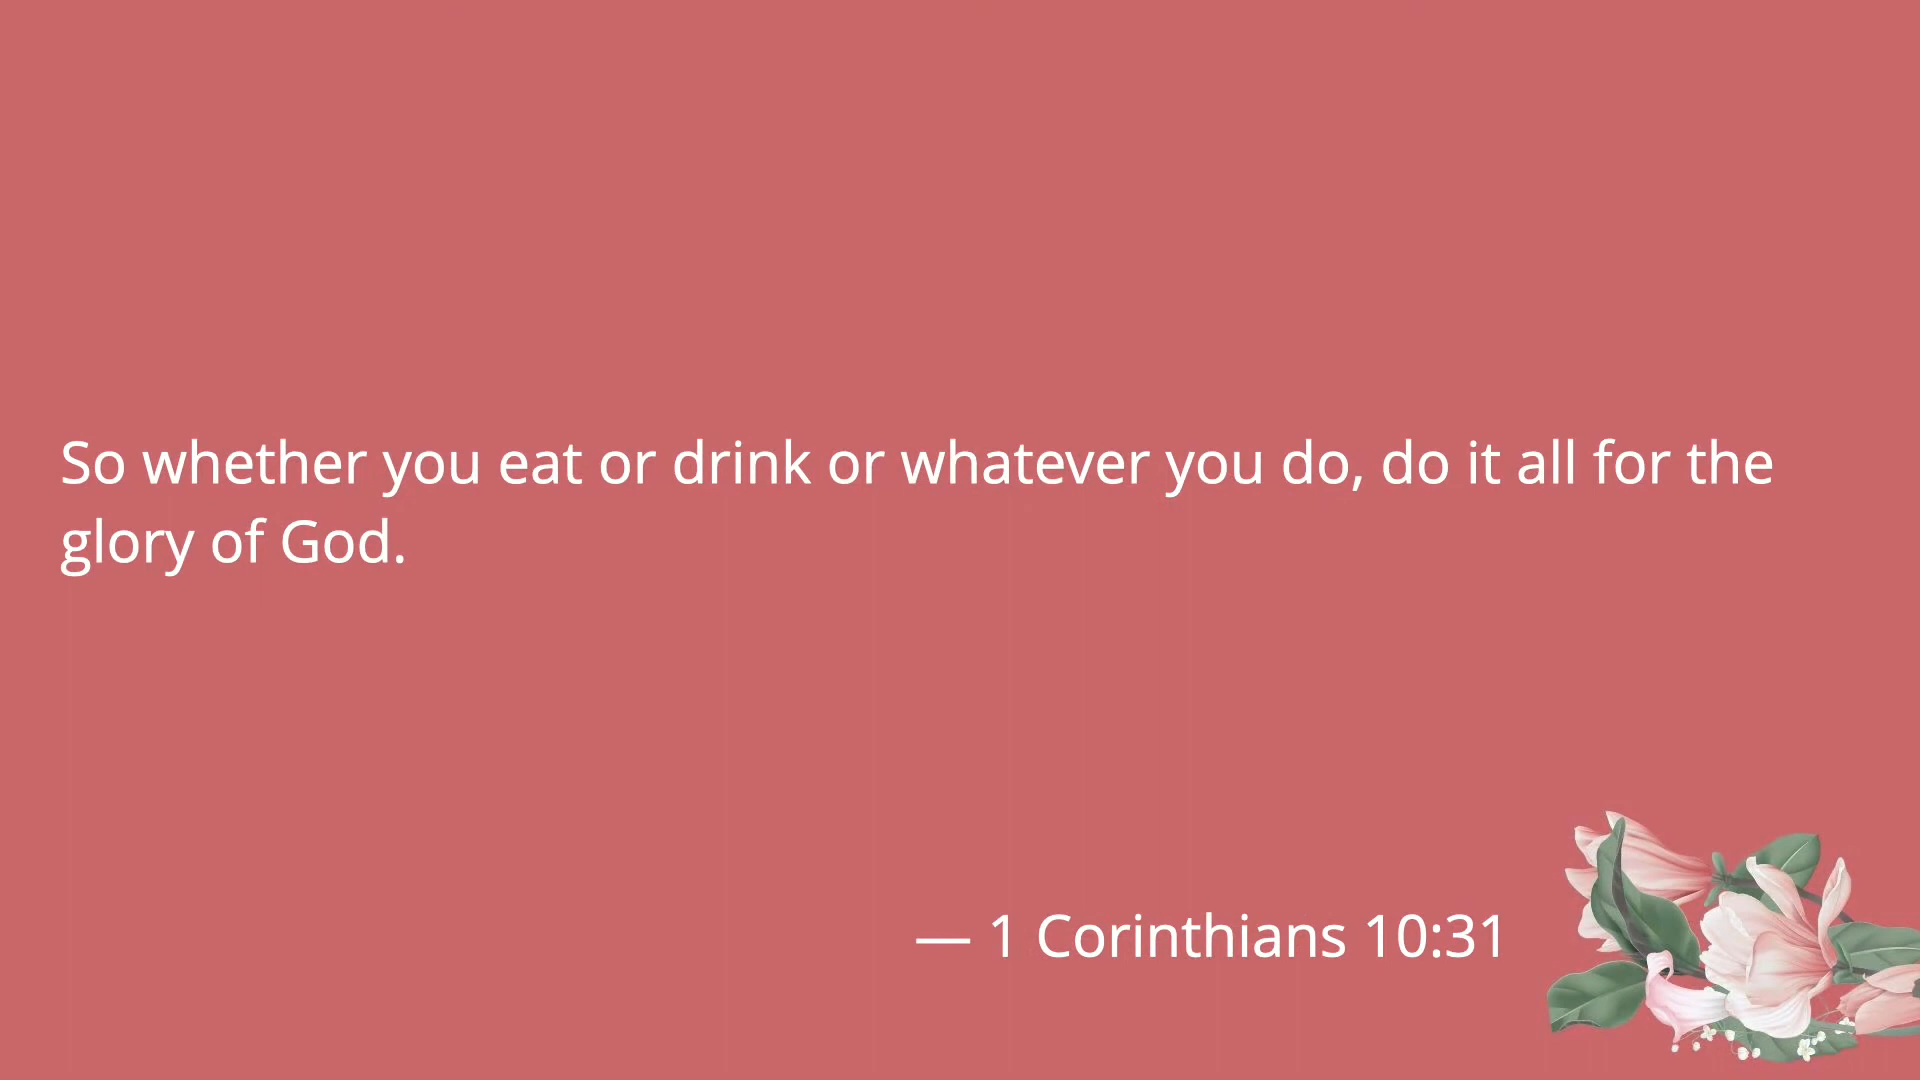 So whether you eat or drink or whatever you do, do it all for the
glory of God.
— 1 Corinthians 10:31